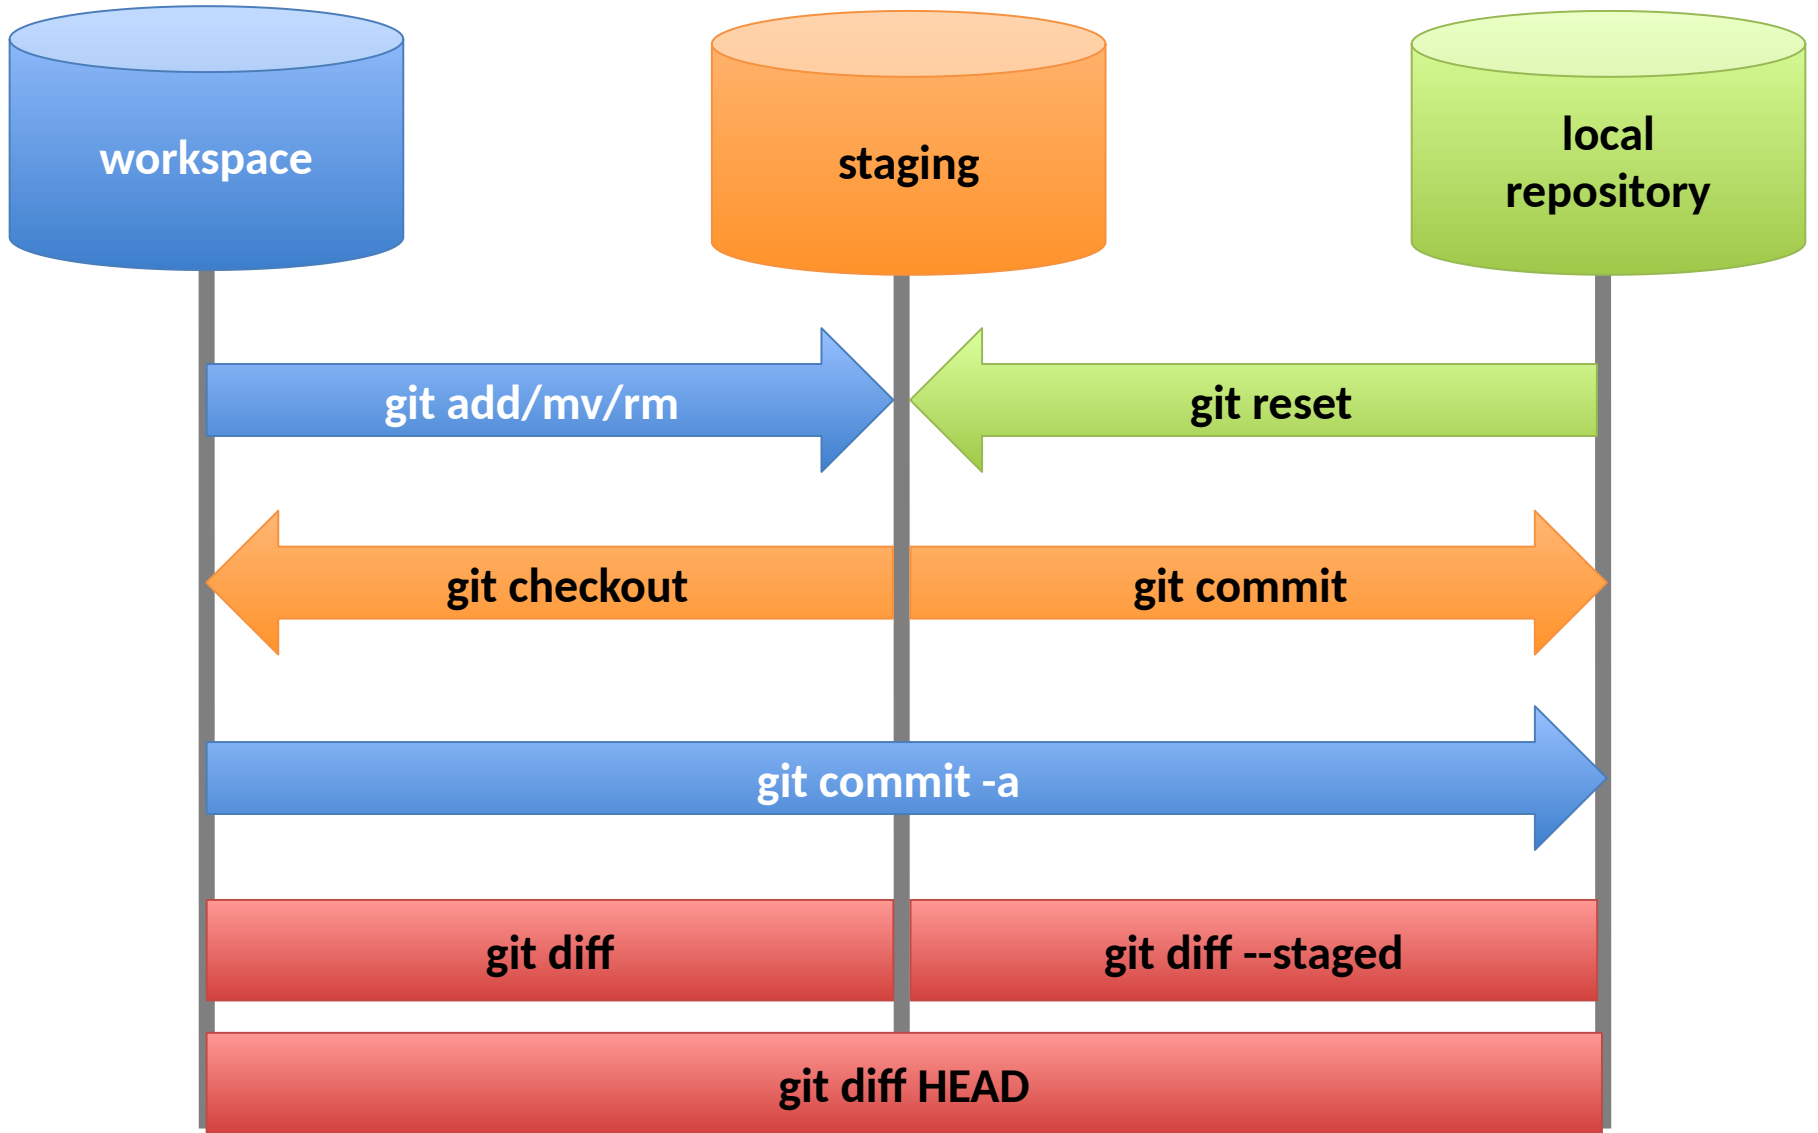 workspace
staging
local
repository
git add/mv/rm
git reset
git checkout
git commit
git commit -a
git diff
git diff --staged
git diff HEAD